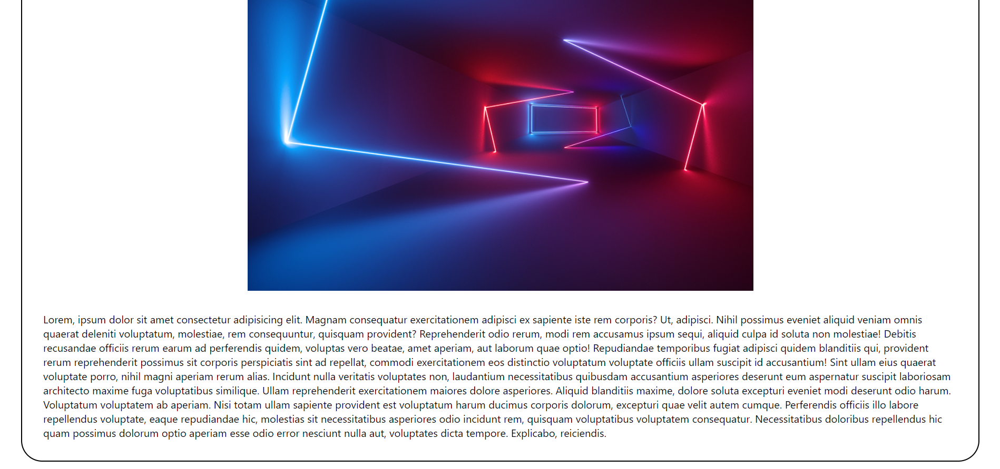 Lorem, ipsum dolor sit amet consectetur adipisicing elit. Magnam consequatur exercitationem adipisci ex sapiente iste rem corporis? Ut, adipisci. Nihil possimus eveniet aliquid veniam omnis
quaerat deleniti voluptatum, molestiae, rem consequuntur, quisquam provident? Reprehenderit odio rerum, modi rem accusamus ipsum sequi, aliquid culpa id soluta non molestiae! Debitis
recusandae officiis rerum earum ad perferendis quidem, voluptas vero beatae, amet aperiam, aut laborum quae optio! Repudiandae temporibus fugiat adipisci quidem blanditiis qui, provident
rerum reprehenderit possimus sit corporis perspiciatis sint ad repellat, commodi exercitationem eos distinctio voluptatum voluptate officiis ullam suscipit id accusantium! Sint ullam eius quaerat
voluptate porro, nihil magni aperiam rerum alias. Incidunt nulla veritatis voluptates non, laudantium necessitatibus quibusdam accusantium asperiores deserunt eum aspernatur suscipit laboriosam
architecto maxime fuga voluptatibus similique. Ullam reprehenderit exercitationem maiores dolore asperiores. Aliquid blanditiis maxime, dolore soluta excepturi eveniet modi deserunt odio harum.
Voluptatum voluptatem ab aperiam. Nisi totam ullam sapiente provident est voluptatum harum ducimus corporis dolorum, excepturi quae velit autem cumque. Perferendis officiis illo labore
repellendus voluptate, eaque repudiandae hic, molestias sit necessitatibus asperiores odio incidunt rem, quisquam voluptatibus voluptatem consequatur. Necessitatibus doloribus repellendus hic
quam possimus dolorum optio aperiam esse odio error nesciunt nulla aut, voluptates dicta tempore. Explicabo, reiciendis.